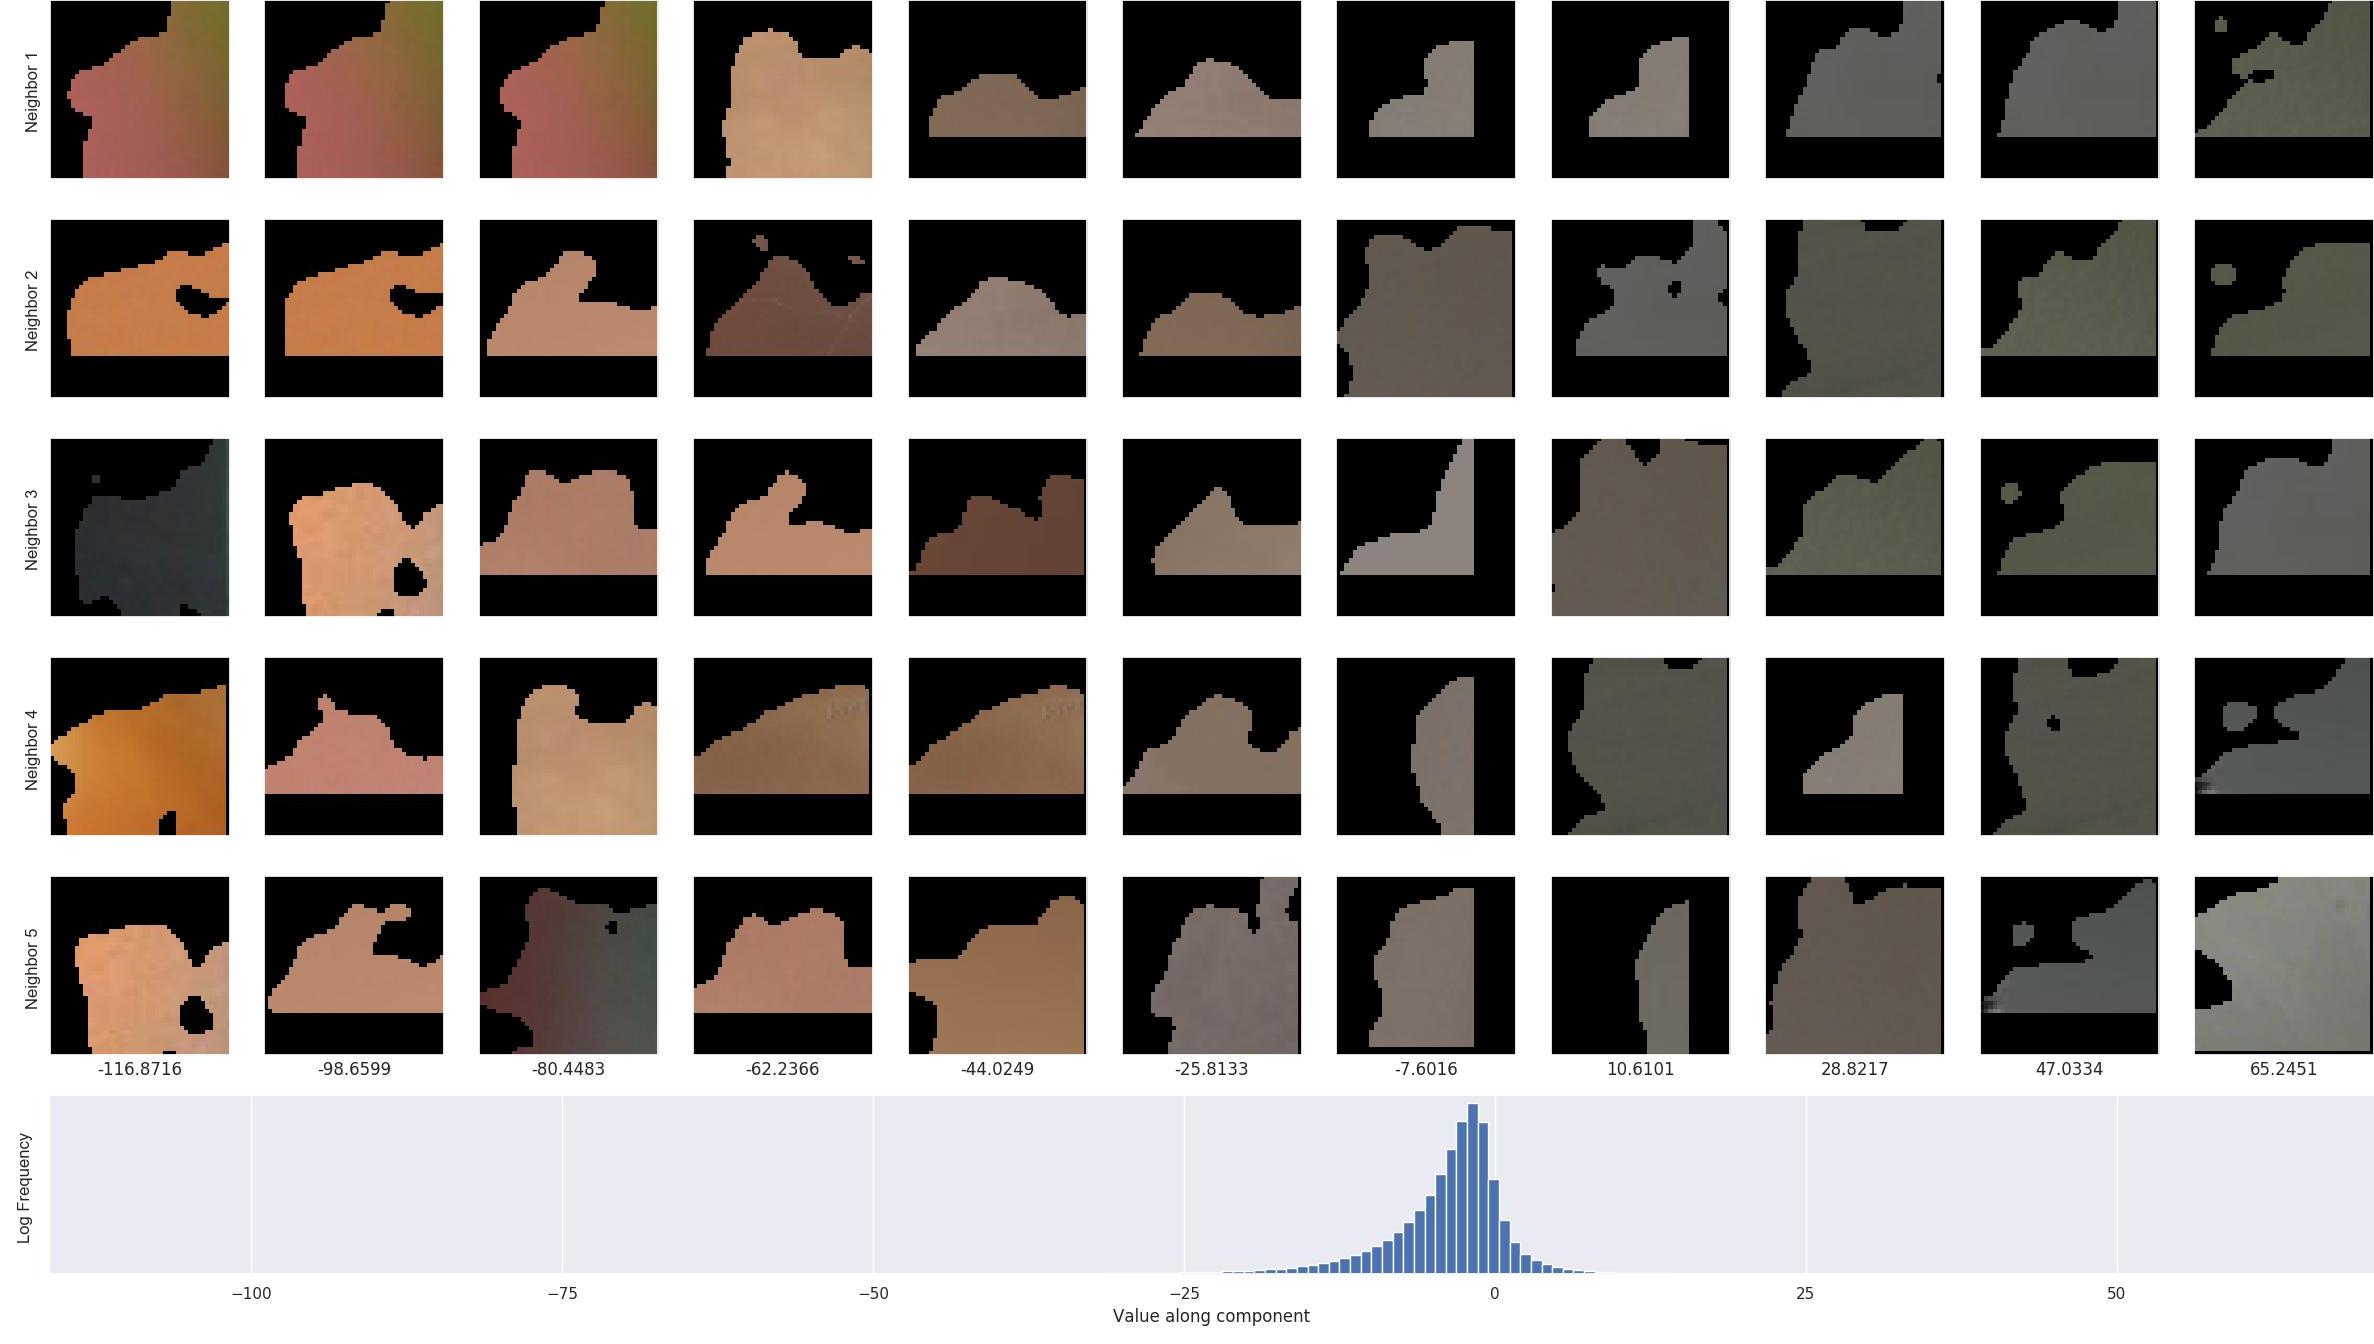 Neighbor 1
Neighbor 2
Neighbor 3
Neighbor 4
Neighbor 5
-116.8716 -98.6599 -80.4483 -62.2366 -44.0249 -25.8133 -7.6016 10.6101 28.8217 47.0334 65.2451
Log Frequency
−100 −75 −50 −25 0 25 50
Value along component